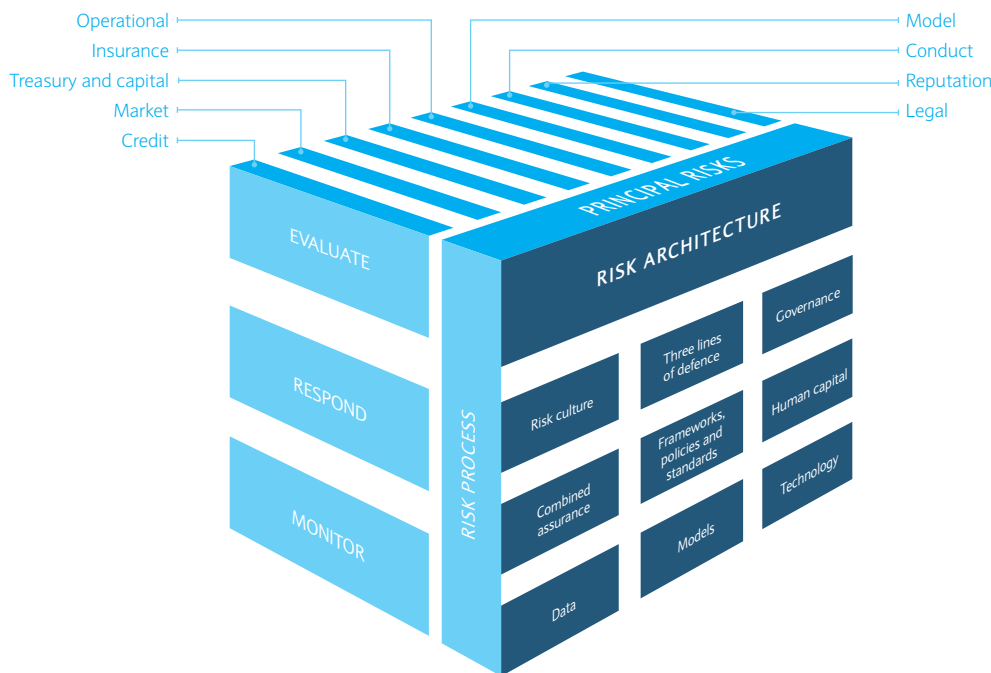 Operational
Insurance
Treasury and capital
Market
Credit
Model
Conduct
Reputation
Legal
PRINCIPAL RISKS
RISK ARCHITECTURE
EVALUATE
RESPOND
MONITOR
RISK PROCESS
Risk culture
Three lines
of defence
Governance
Combined
assurance
Frameworks,
policies and
standards
Human capital
Data
Models
Technology